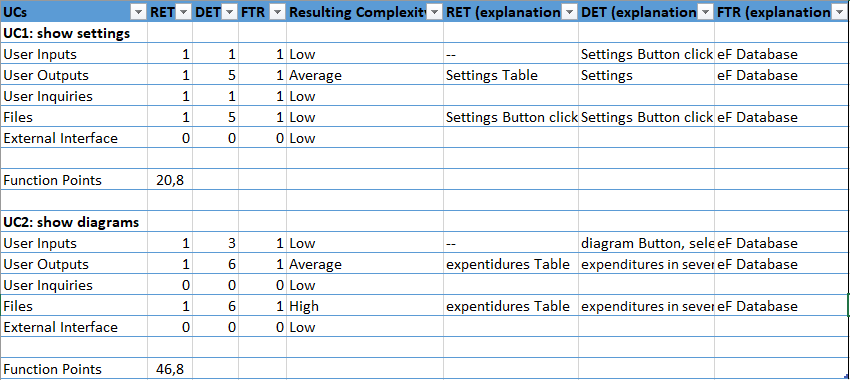 UCs RET DET FTR Resulting Complexity RET (explanation DET (explanation FTR (explanation
UC1: show settings
User Inputs 1 1 1 Low -- Settings Button click eF Database
User Outputs 1 5 1 Average Settings Table Settings eF Database
User Inquiries 1 1 1 Low
Files 1 5 1 Low Settings Button click Settings Button click eF Database
External Interface 0 0 0 Low
Function Points 20,8
UC2: show diagrams
User Inputs 1 3 1 Low -- diagram Button, sele eF Database
User Outputs 1 6 1 Average expentidures Table expenditures in sever eF Database
User Inquiries 0 0 0 Low
Files 1 6 1 High expentidures Table expenditures in sever eF Database
External Interface 0 0 0 Low
Function Points 46,8